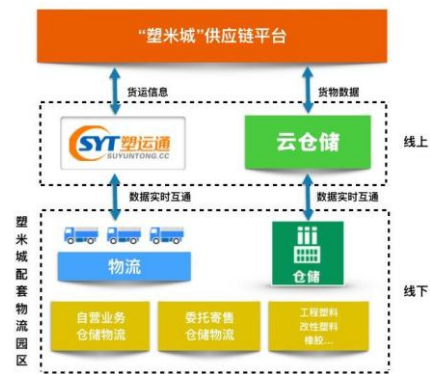 “塑米城”供应链平台
货运信息
货物数据
SYT塑运通
SUYUNTONG.CC
云仓储
线上
数据实时互通
数据实时互通
塑米城配套物流园区
物流
仓储
线下
自营业务
仓储物流
委托寄售
仓储物流
工程塑料
改性塑料
橡胶...